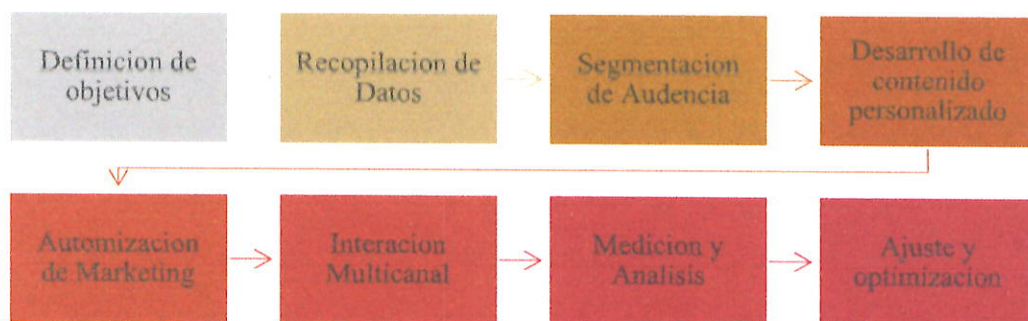 Definicion de
objetivos
Recopilacion de
Datos
Segmentacion
de Audencia
Desarrollo de
contenido
personalizado
Automizacion
de Marketing
Interacion
Multicanal
Medicion y
Analisis
Ajuste y
optimizacion